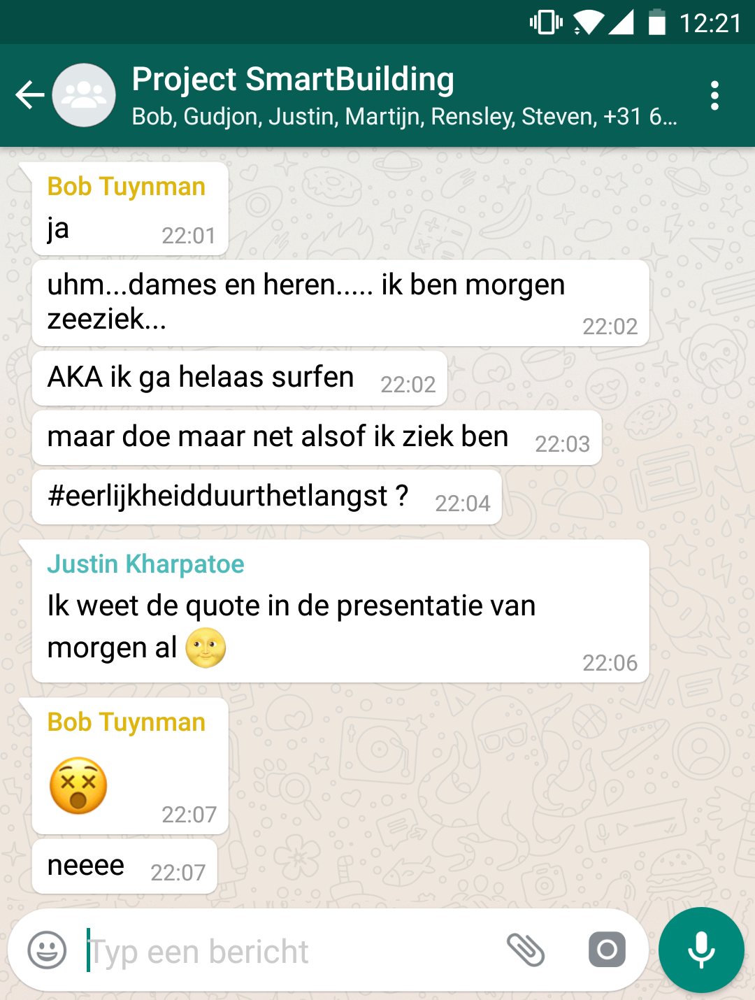 12:21
Project SmartBuilding
Bob, Gudjon, Justin, Martijn, Rensley, Steven, +31 6...
Bob Tuynman
ja 22:01
uhm...dames en heren..... ik ben morgen
zeeziek... 22:02
AKA ik ga helaas surfen 22:02
maar doe maar net alsof ik ziek ben 22:03
#eerlijkheidduurthetlangst ? 22:04
Justin Kharpatoe
Ik weet de quote in de presentatie van
morgen al 🌝 22:06
Bob Tuynman
😵 22:07
neeee 22:07
Typ een bericht